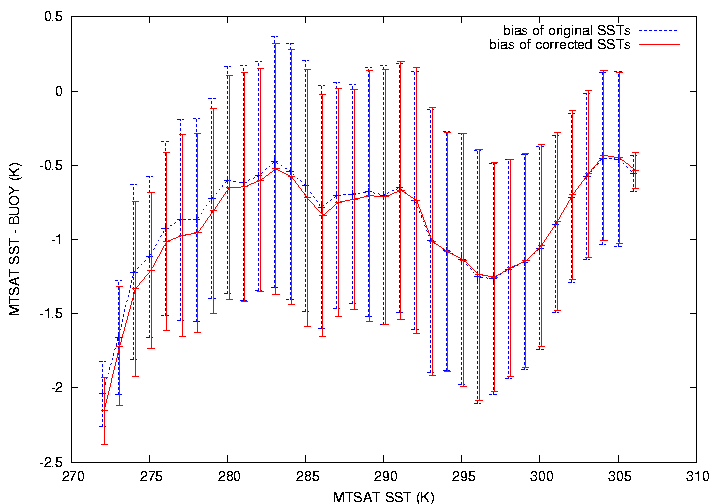 bias of original SSTs
bias of corrected SSTs
0.5
0
-0.5
-1
-1.5
-2
-2.5
MTSAT SST - BUOY (K)
270 275 280 285 290 295 300 305 310
MTSAT SST (K)